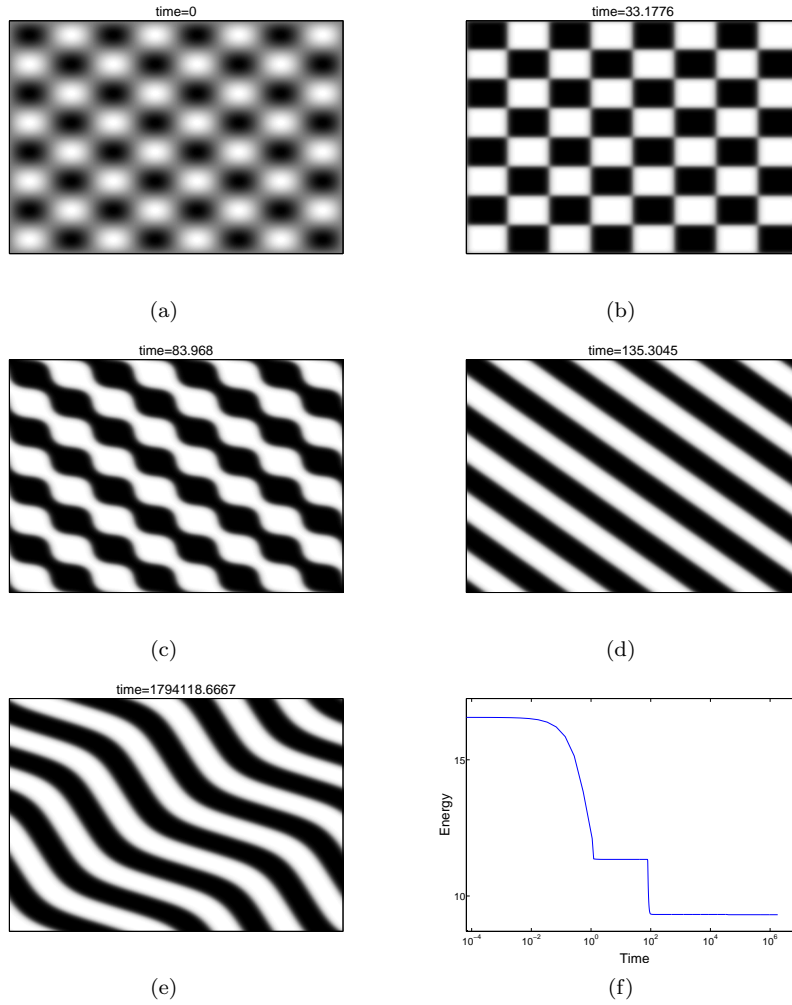 time=0
time=33.1776
(a)
(b)
time=83.968
time=135.3045
(c)
(d)
time=1794118.6667
15
10
Energy
10⁻⁴ 10⁻² 10⁰ 10² 10⁴ 10⁶
Time
(e)
(f)